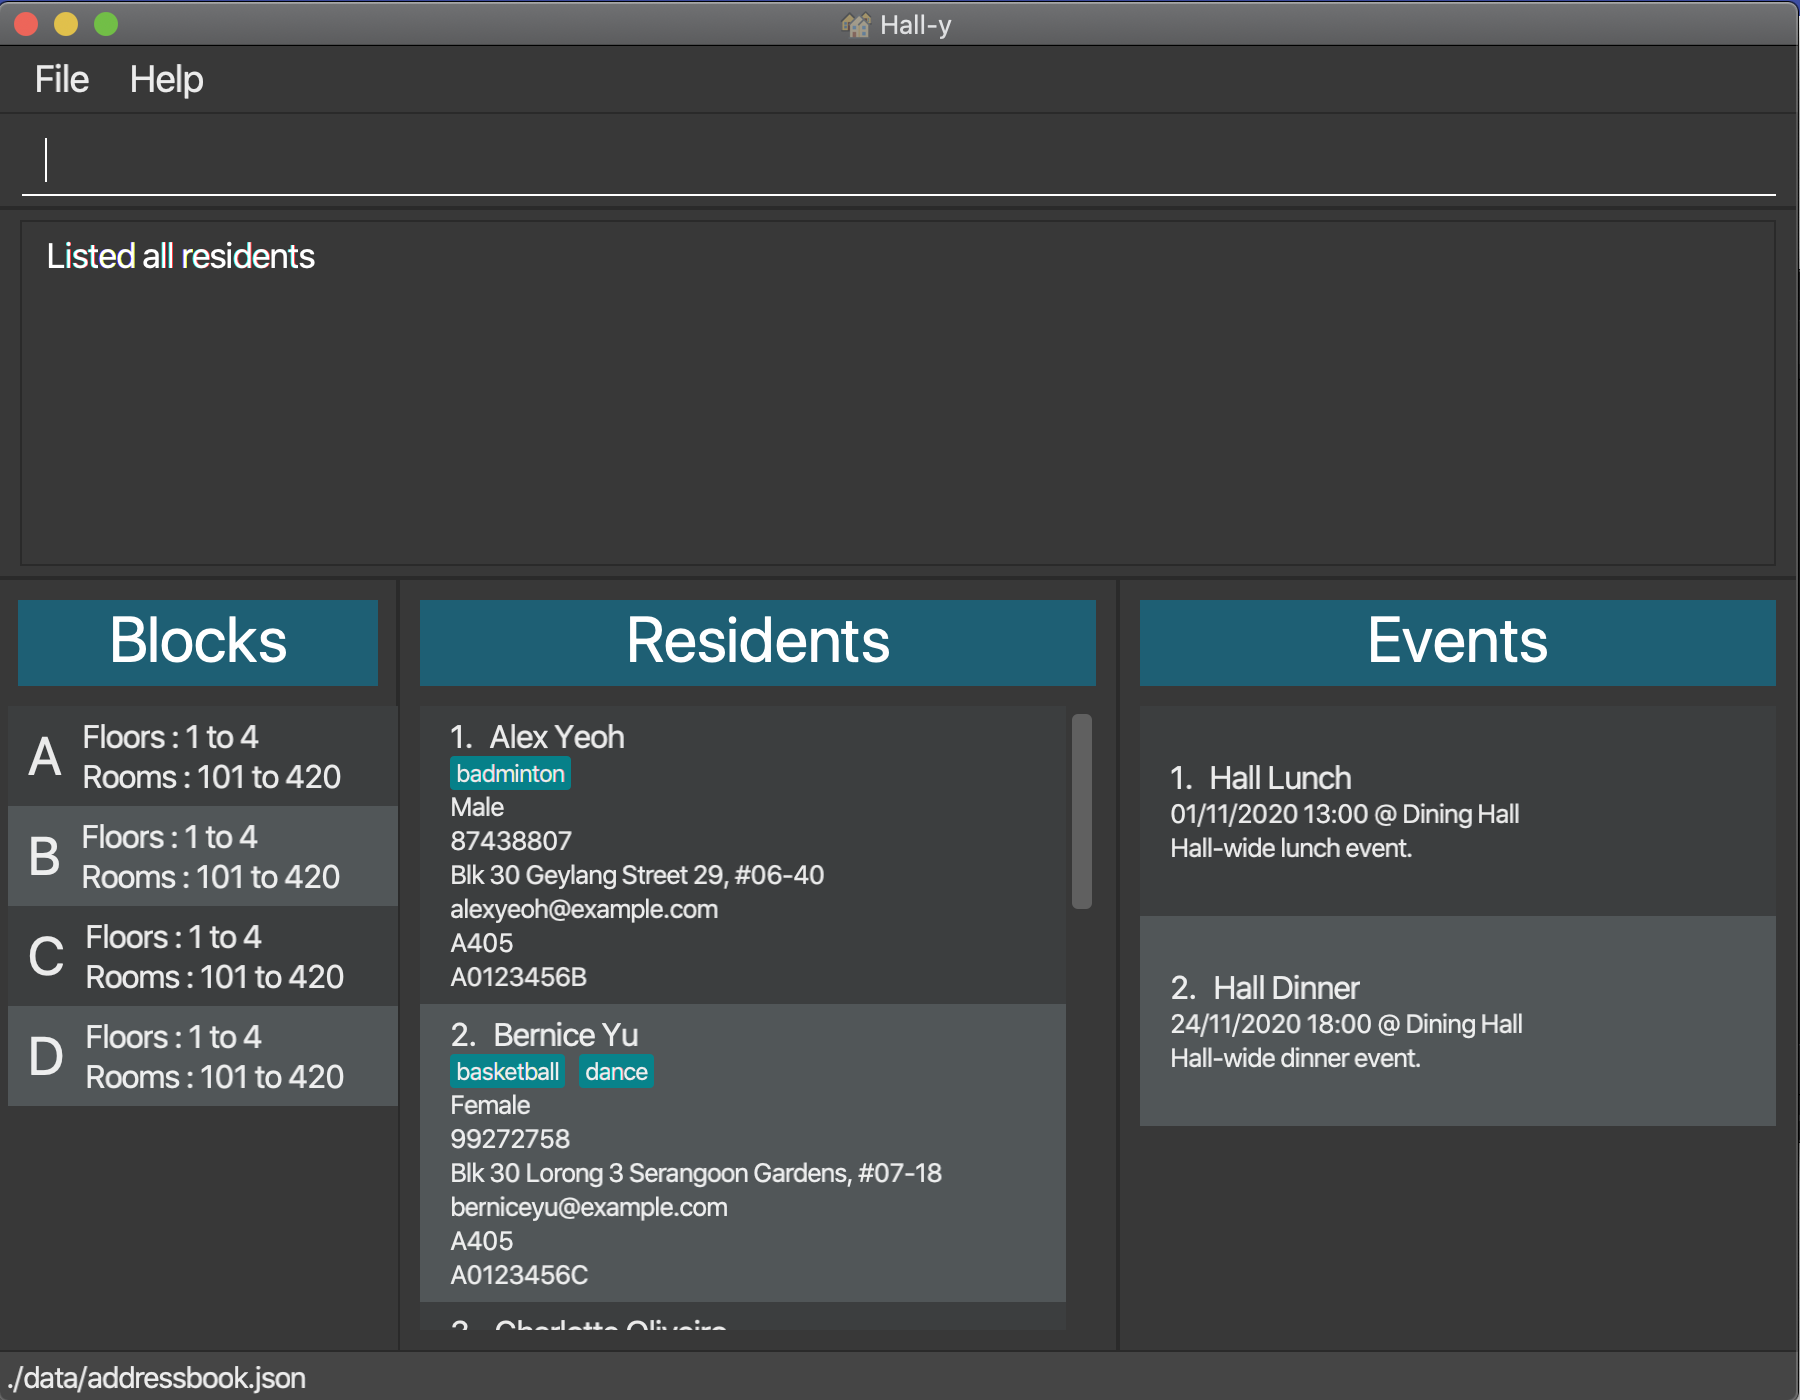 Hall-y
File Help
Listed all residents
Blocks
A
Floors : 1 to 4
Rooms : 101 to 420
B
Floors : 1 to 4
Rooms : 101 to 420
C
Floors : 1 to 4
Rooms : 101 to 420
D
Floors : 1 to 4
Rooms : 101 to 420
Residents
1. Alex Yeoh
badminton
Male
87438807
Blk 30 Geylang Street 29, #06-40
alexyeoh@example.com
A405
A0123456B
2. Bernice Yu
basketball dance
Female
99272758
Blk 30 Lorong 3 Serangoon Gardens, #07-18
berniceyu@example.com
A405
A0123456C
Events
1. Hall Lunch
01/11/2020 13:00 @ Dining Hall
Hall-wide lunch event.
2. Hall Dinner
24/11/2020 18:00 @ Dining Hall
Hall-wide dinner event.
./data/addressbook.json